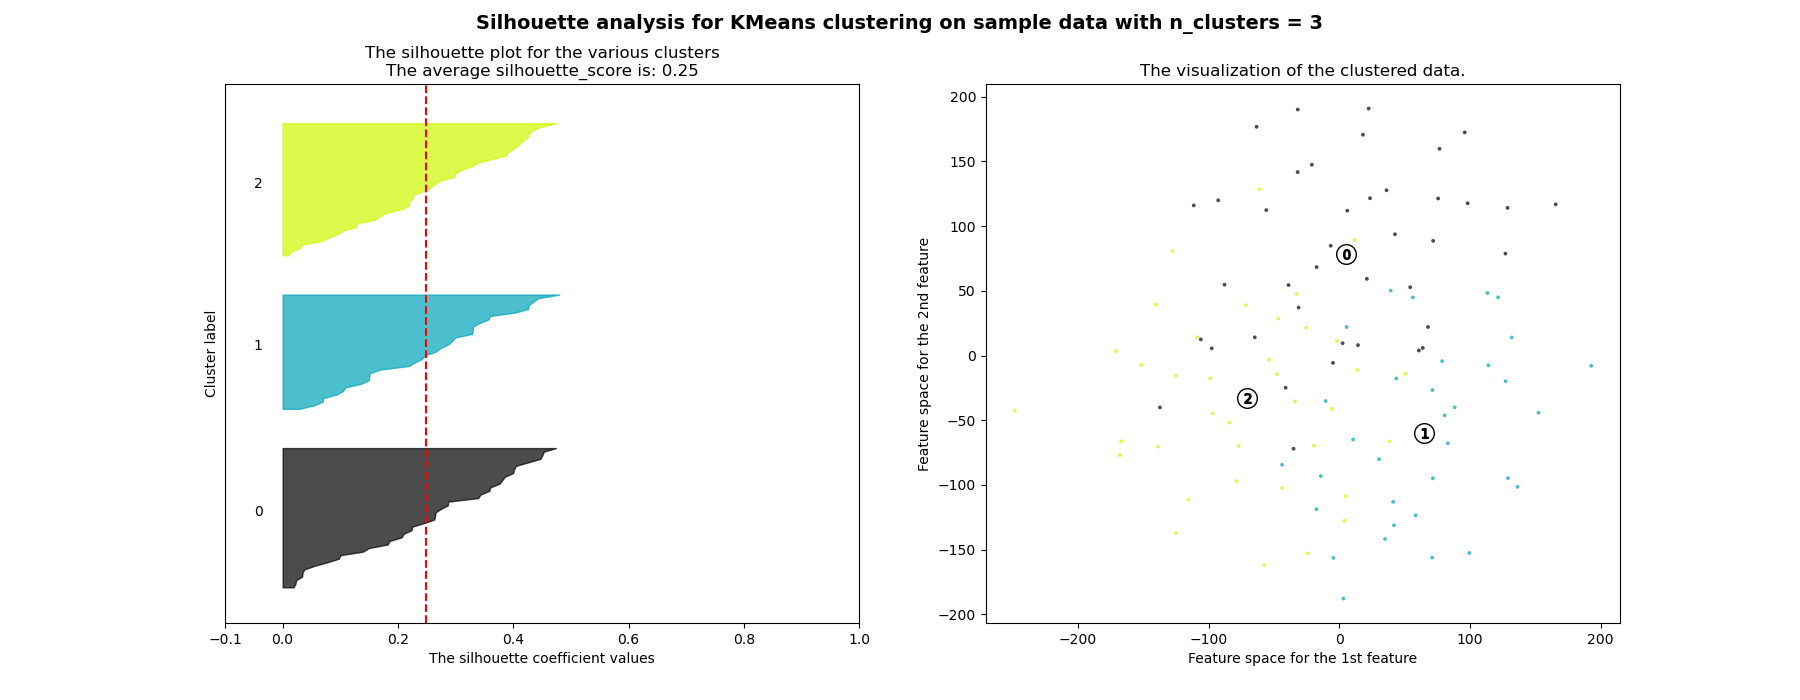 Silhouette analysis for KMeans clustering on sample data with n_clusters = 3
The silhouette plot for the various clusters
The average silhouette_score is: 0.25
Cluster label
2
1
0
−0.1 0.0 0.2 0.4 0.6 0.8 1.0
The silhouette coefficient values
The visualization of the clustered data.
Feature space for the 2nd feature
200
150
100
50
0
−50
−100
−150
−200
0
2
1
−200 −100 0 100 200
Feature space for the 1st feature